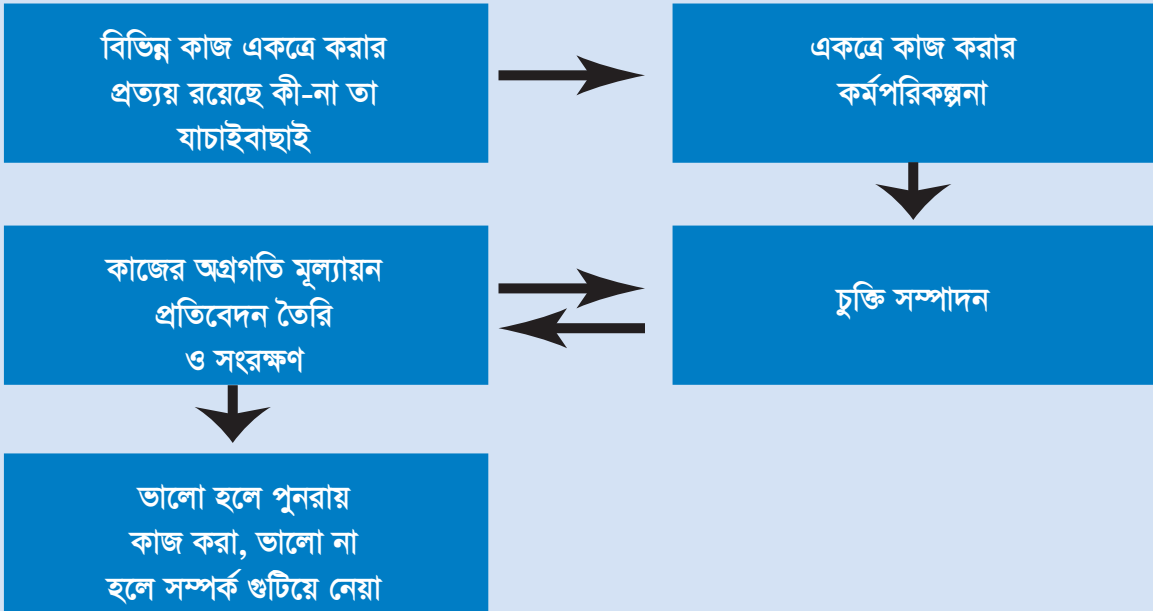 বিভিন্ন কাজ একত্রে করার
প্রত্যয় রয়েছে কী-না তা
যাচাইবাছাই
একত্রে কাজ করার
কর্মপরিকল্পনা
কাজের অগ্রগতি মূল্যায়ন
প্রতিবেদন তৈরি
ও সংরক্ষণ
চুক্তি সম্পাদন
ভালো হলে পুনরায়
কাজ করা, ভালো না
হলে সম্পর্ক গুটিয়ে নেয়া